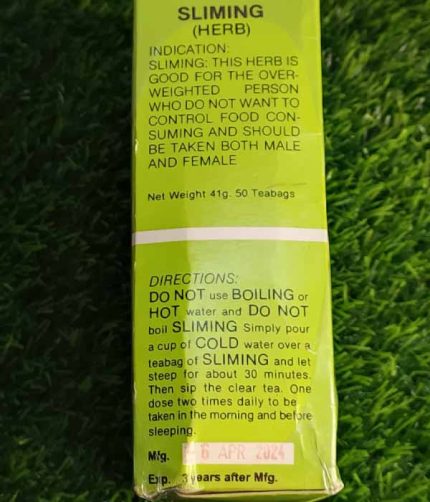 SLIMING
(HERB)
INDICATION:
SLIMING: THIS HERB IS
GOOD FOR THE OVER-
WEIGHTED PERSON
WHO DO NOT WANT TO
CONTROL FOOD CON-
SUMING AND SHOULD
BE TAKEN BOTH MALE
AND FEMALE
Net Weight 41g. 50 Teabags
DIRECTIONS:
DO NOT use BOILING or
HOT water and DO NOT
boil SLIMING Simply pour
a cup of COLD water over a
teabag of SLIMING and let
steep for about 30 minutes.
Then sip the clear tea. One
dose two times daily to be
taken in the morning and before
sleeping.
Mfg. -6 APR 2024
Exp. 3 years after Mfg.